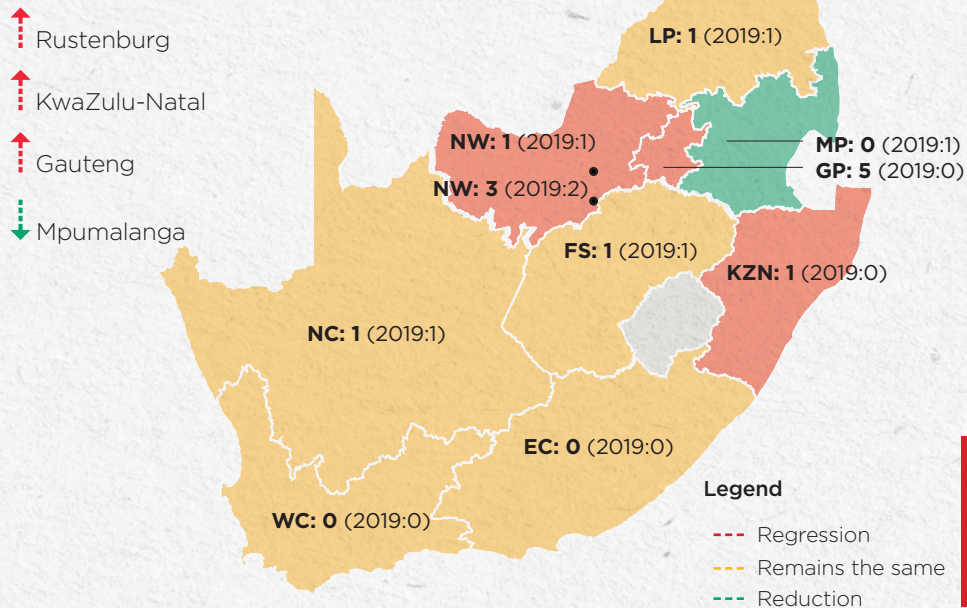 Rustenburg
KwaZulu-Natal
Gauteng
Mpumalanga
LP: 1 (2019:1)
NW: 1 (2019:1)
MP: 0 (2019:1)
GP: 5 (2019:0)
NW: 3 (2019:2)
FS: 1 (2019:1)
KZN: 1 (2019:0)
NC: 1 (2019:1)
EC: 0 (2019:0)
WC: 0 (2019:0)
Legend
Regression
Remains the same
Reduction